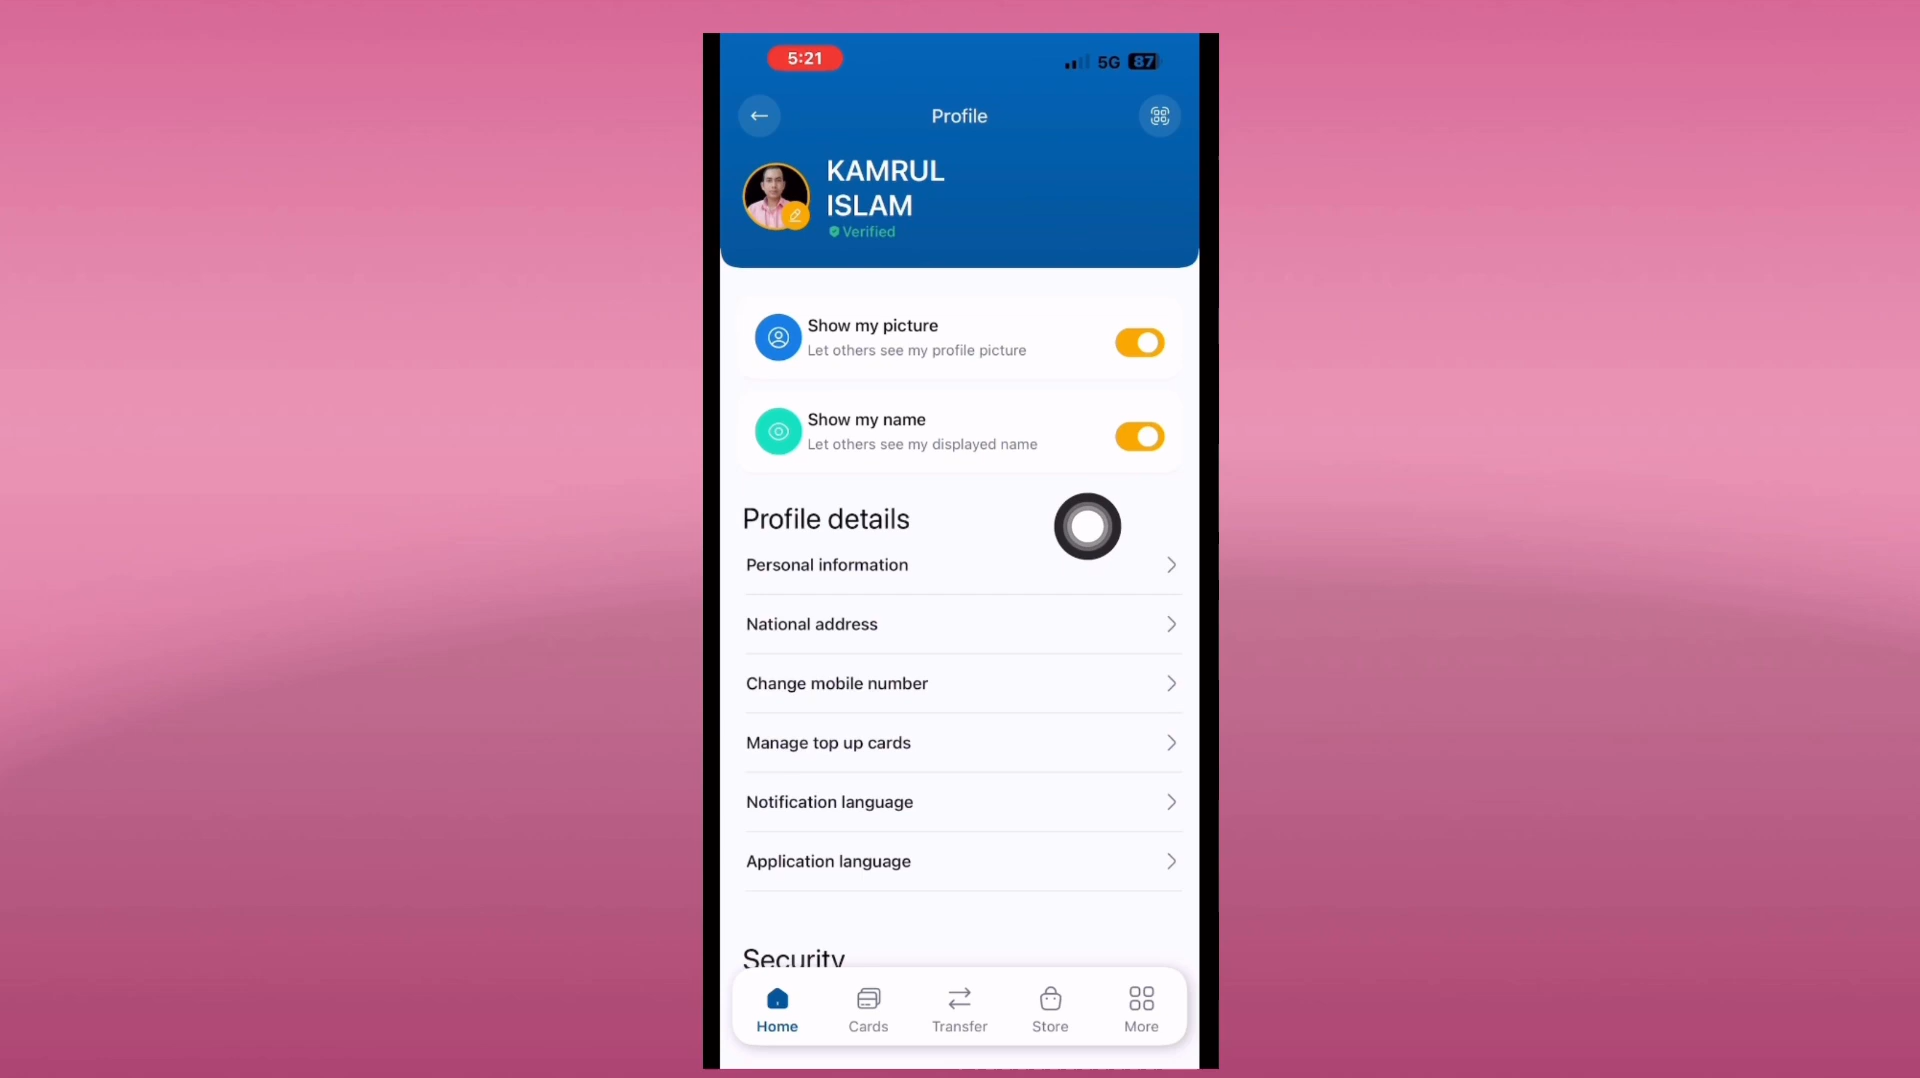 5:21
5G 87
Profile
KAMRUL
ISLAM
Verified
Show my picture
Let others see my profile picture
Show my name
Let others see my displayed name
Profile details
Personal information
National address
Change mobile number
Manage top up cards
Notification language
Application language
Security
Home Cards Transfer Store More